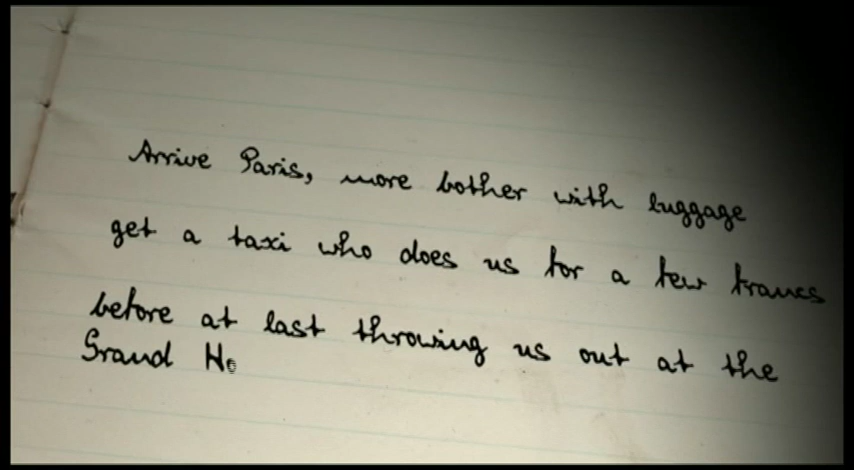 Arrive Paris, more bother with luggage
get a taxi who does us for a few francs
before at last throwing us out at the
Grand Ho